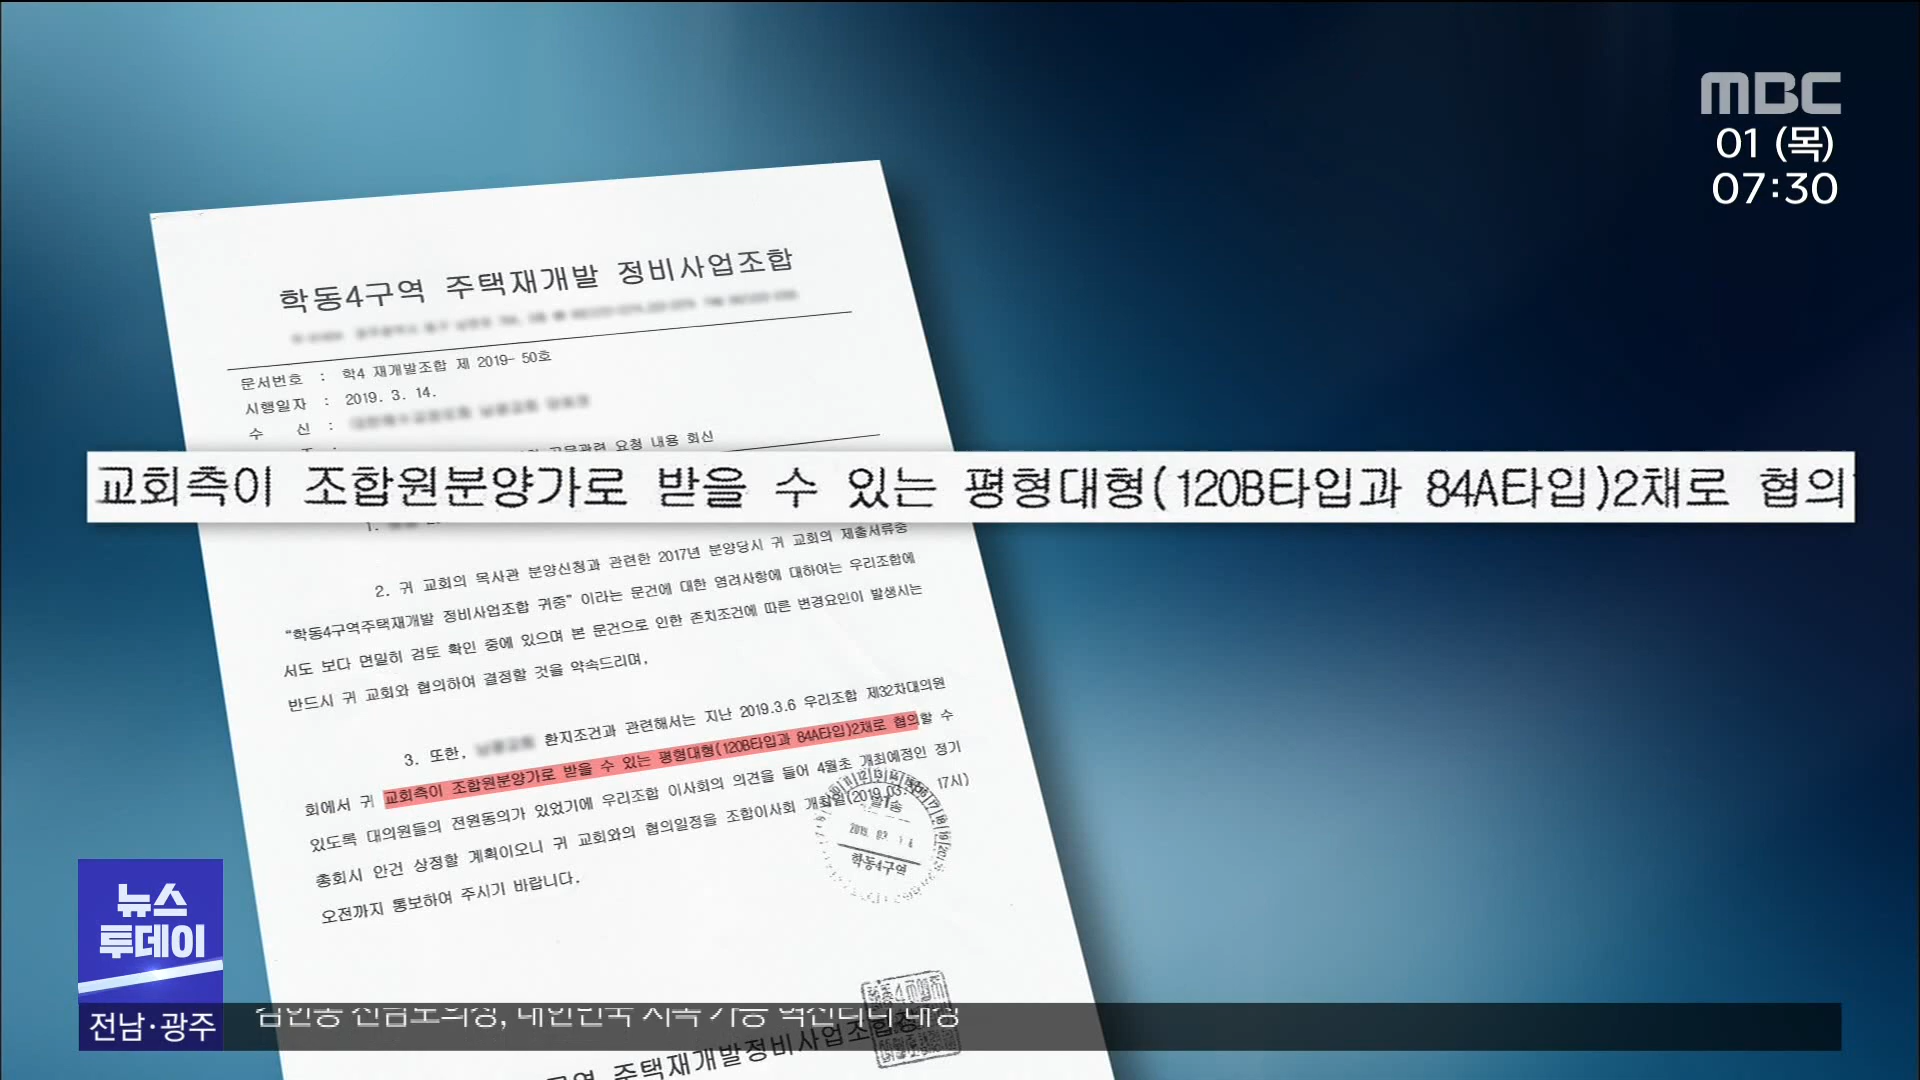 MBC
01 (목)
07:30
학동4구역 주택재개발 정비사업조합
문서번호 : 학4 재개발조합 제 2019- 50호
시행일자 : 2019. 3. 14.
수 신 :
공문관련 요청 내용 회신
교회측이 조합원분양가로 받을 수 있는 평형대형(120B타입과 84A타입)2채로 협의
1.
2. 귀 교회의 목사관 분양신청과 관련한 2017년 분양당시 귀 교회의 제출서류중
“학동4구역주택재개발 정비사업조합 귀중” 이라는 문건에 대한 염려사항에 대하여는 우리조합에
서도 보다 면밀히 검토 확인 중에 있으며 본 문건으로 인한 존치조건에 따른 변경요인이 발생시는
반드시 귀 교회와 협의하여 결정할 것을 약속드리며,
3. 또한, 환지조건과 관련해서는 지난 2019.3.6 우리조합 제32차대의원
회에서 귀 교회측이 조합원분양가로 받을 수 있는 평형대형(120B타입과 84A타입)2채로 협의할 수
있도록 대의원들의 전원동의가 있었기에 우리조합 이사회의 의견을 들어 4월초 개최예정인 정기
총회시 안건 상정할 계획이오니 귀 교회와의 협의일정을 조합이사회 개최일(2019.03. 17시)
오전까지 통보하여 주시기 바랍니다.
학동4구역
뉴스
투데이
전남·광주
주택재개발정비사업조합